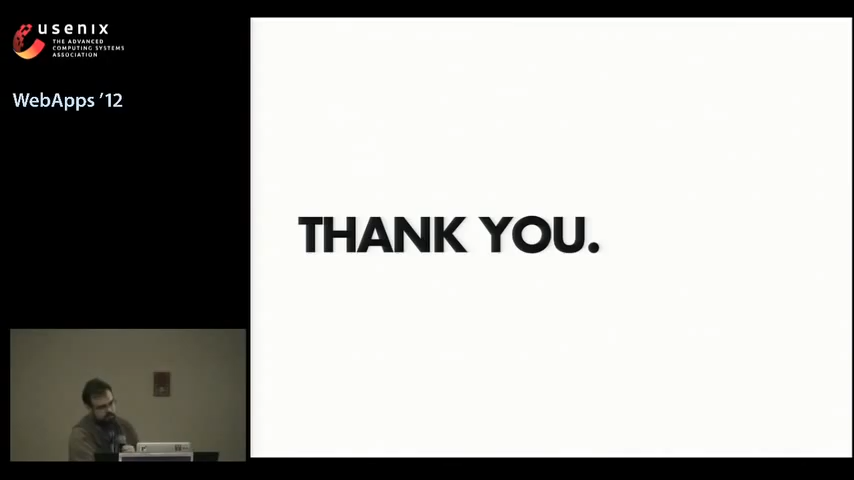 usenix
THE ADVANCED
COMPUTING SYSTEMS
ASSOCIATION
WebApps ’12
THANK YOU.